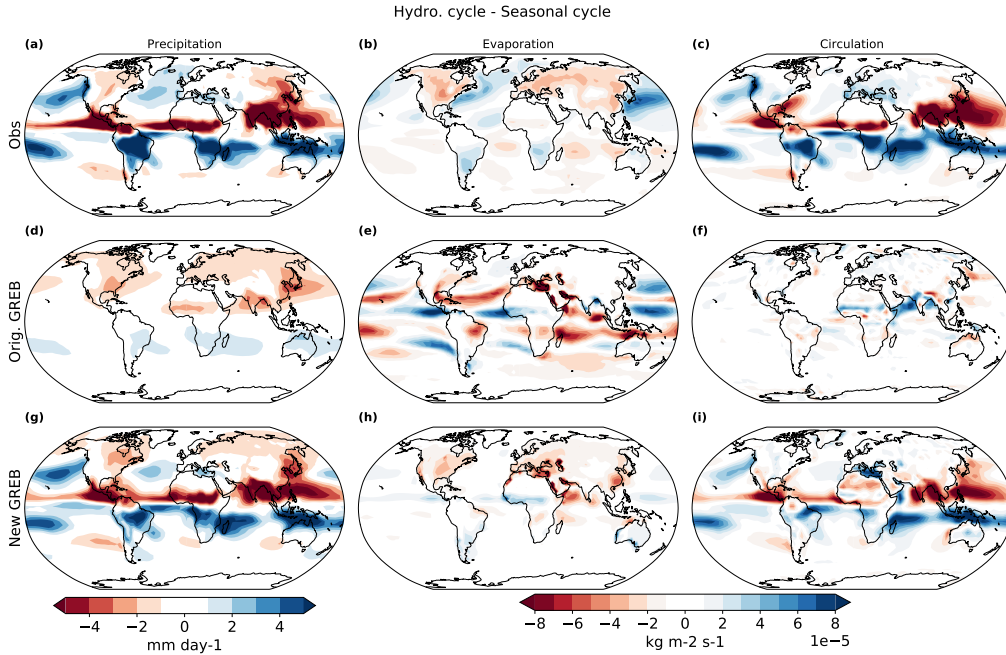 Hydro. cycle - Seasonal cycle
(a) Precipitation
(b) Evaporation
(c) Circulation
Obs
(d)
(e)
(f)
Orig. GREB
(g)
(h)
(i)
New GREB
−4 −2 0 2 4
mm day-1
−8 −6 −4 −2 0 2 4 6 8
kg m-2 s-1
1e−5